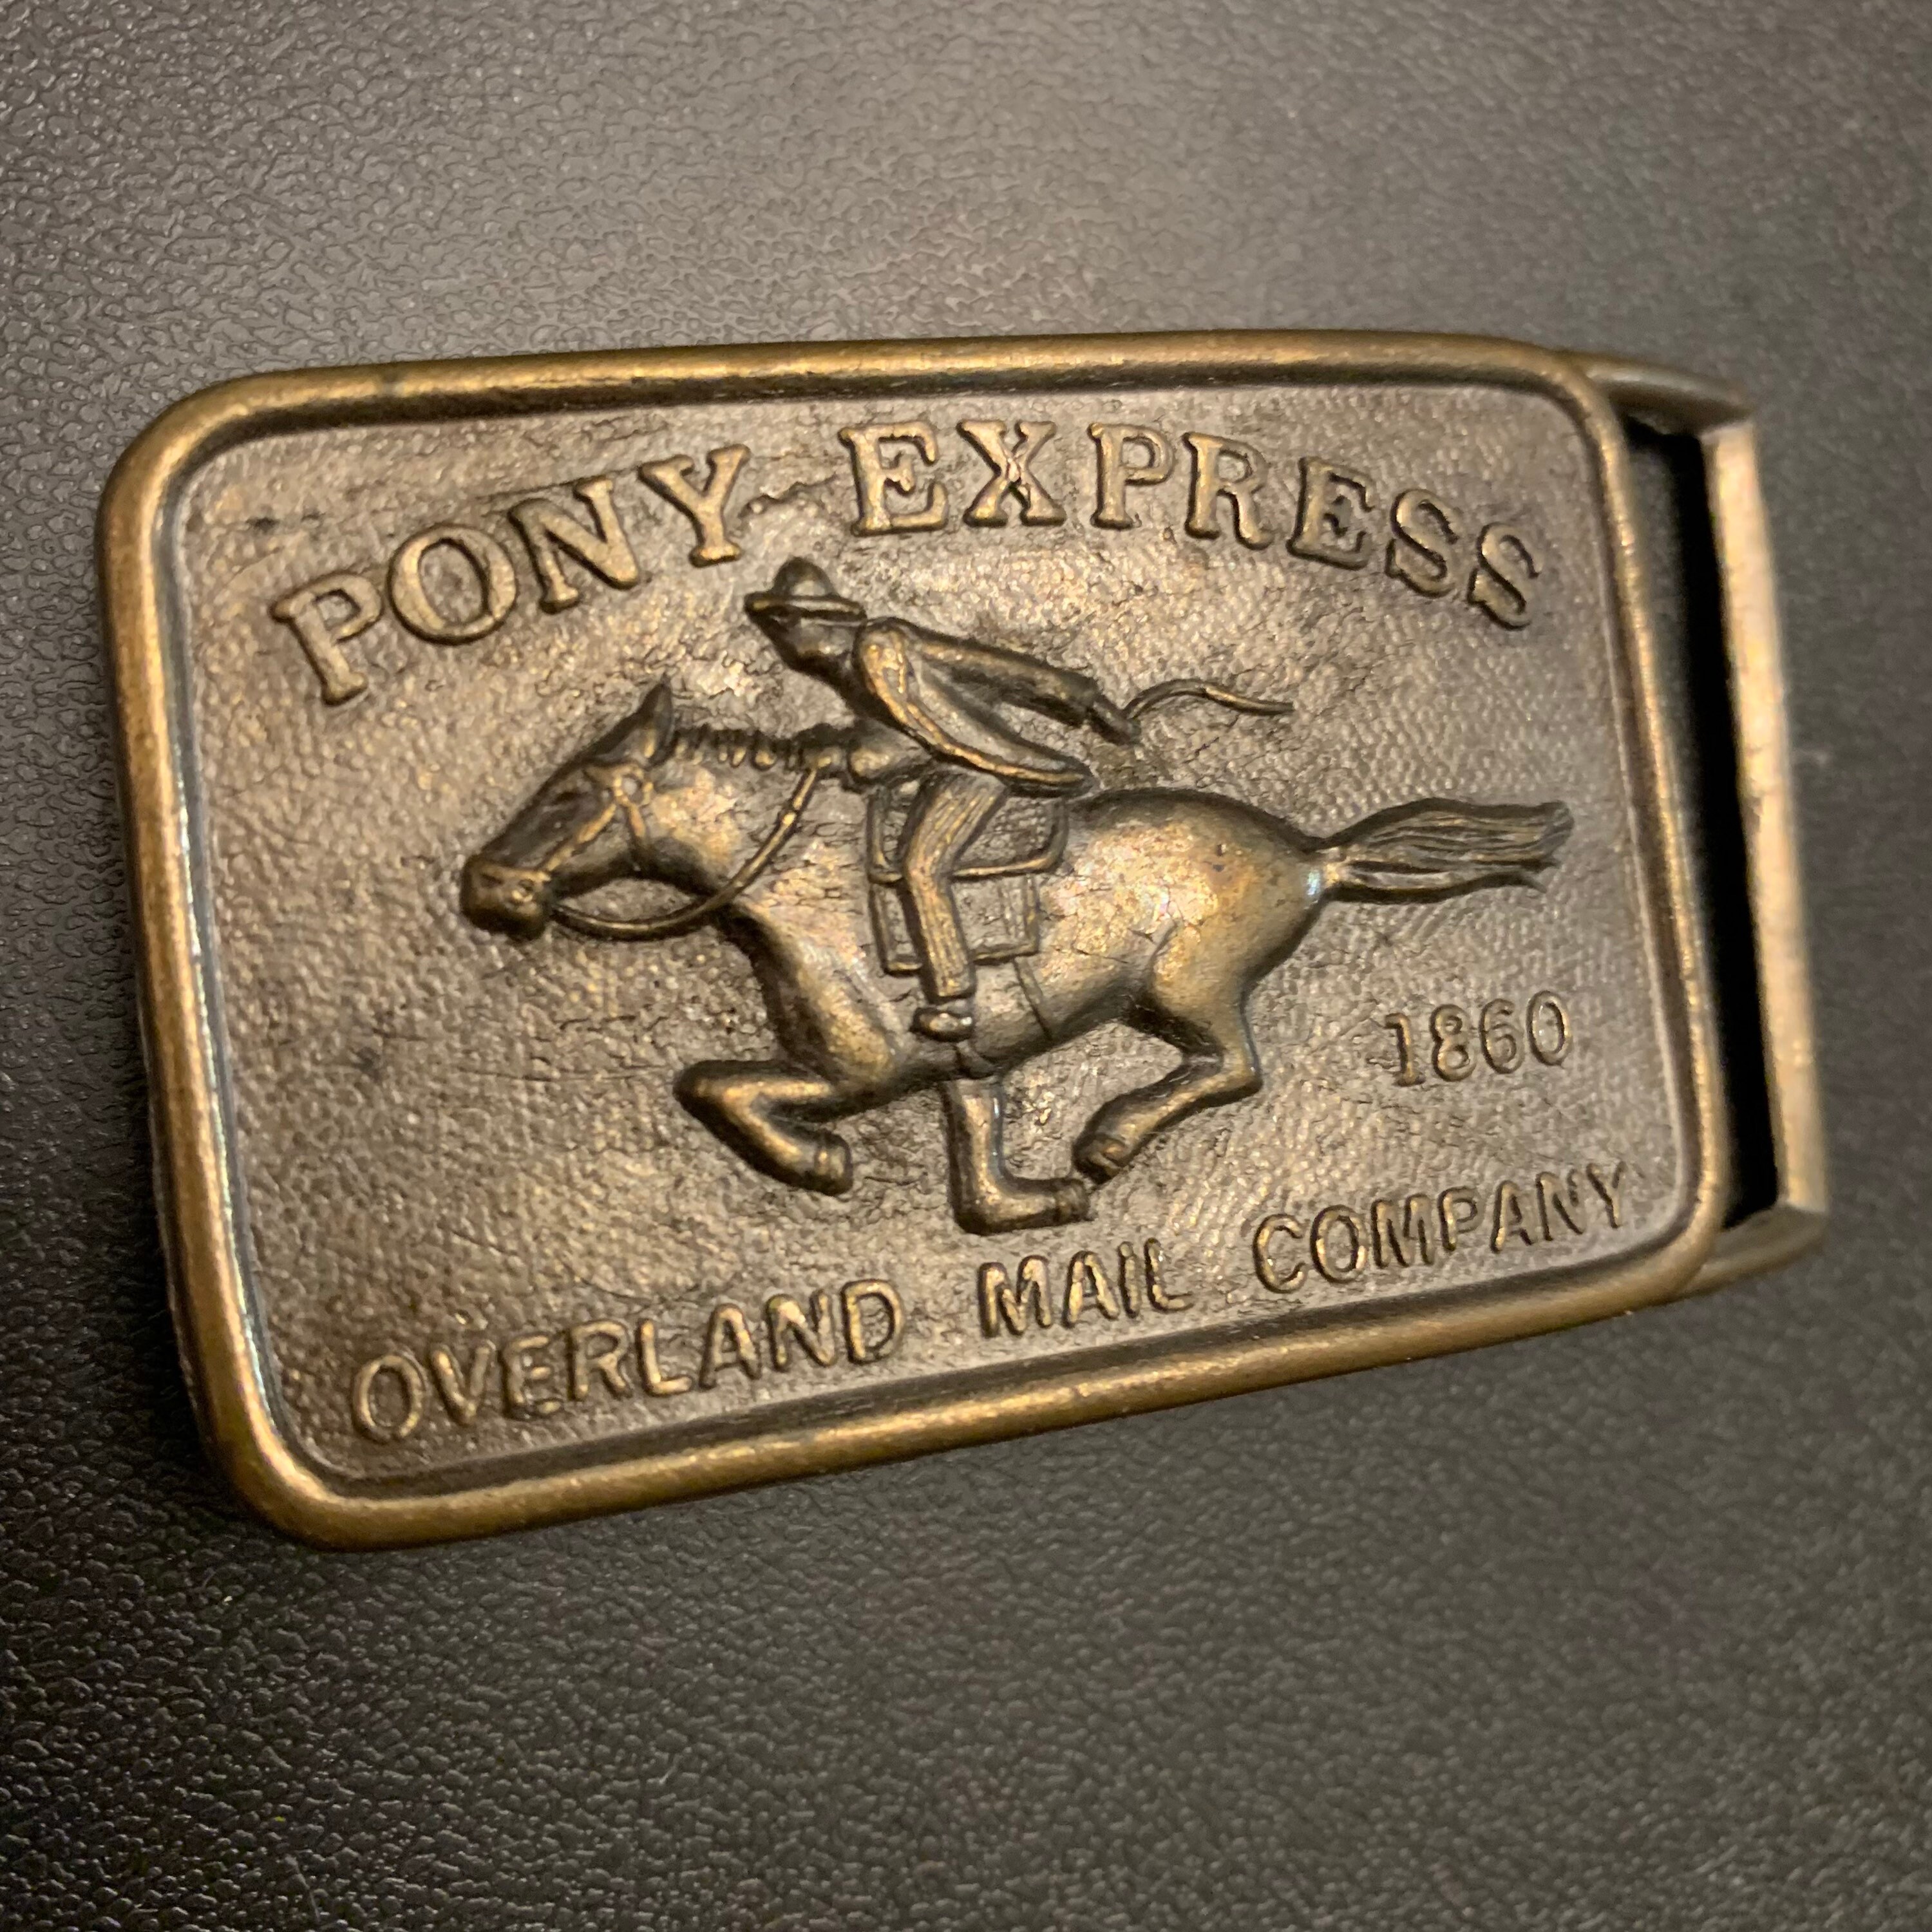 PONY EXPRESS
1860
OVERLAND MAIL COMPANY